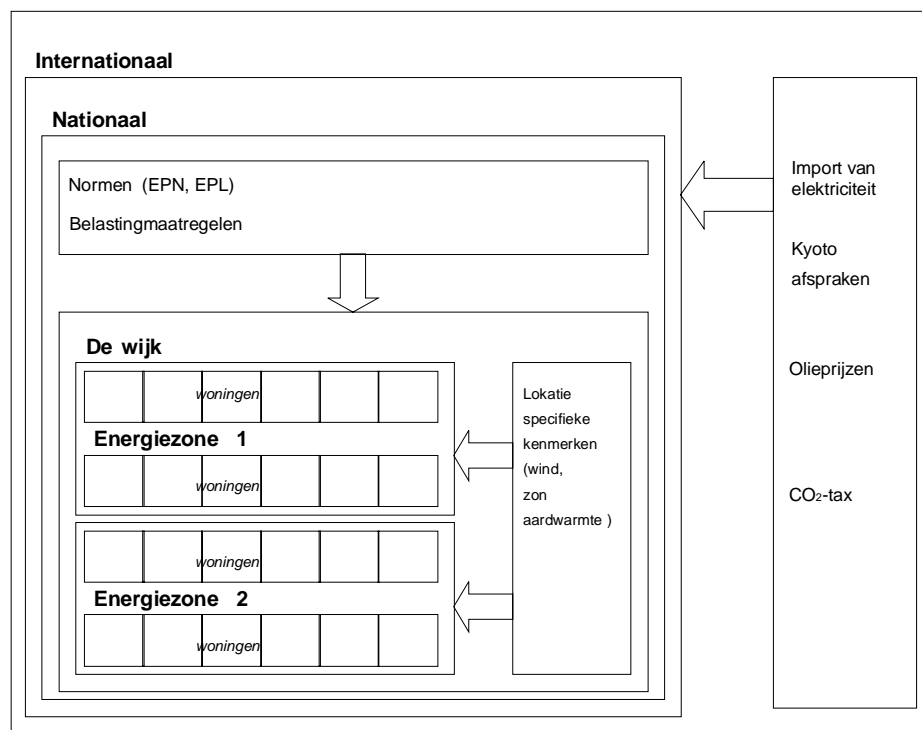 Internationaal
Nationaal
Normen (EPN, EPL)
Belastingmaatregelen
De wijk
woningen
Energiezone 1
woningen
woningen
Energiezone 2
woningen
Lokatie
specifieke
kenmerken
(wind,
zon
aardwarmte )
Import van
elektriciteit
Kyoto
afspraken
Olieprijzen
CO₂-tax